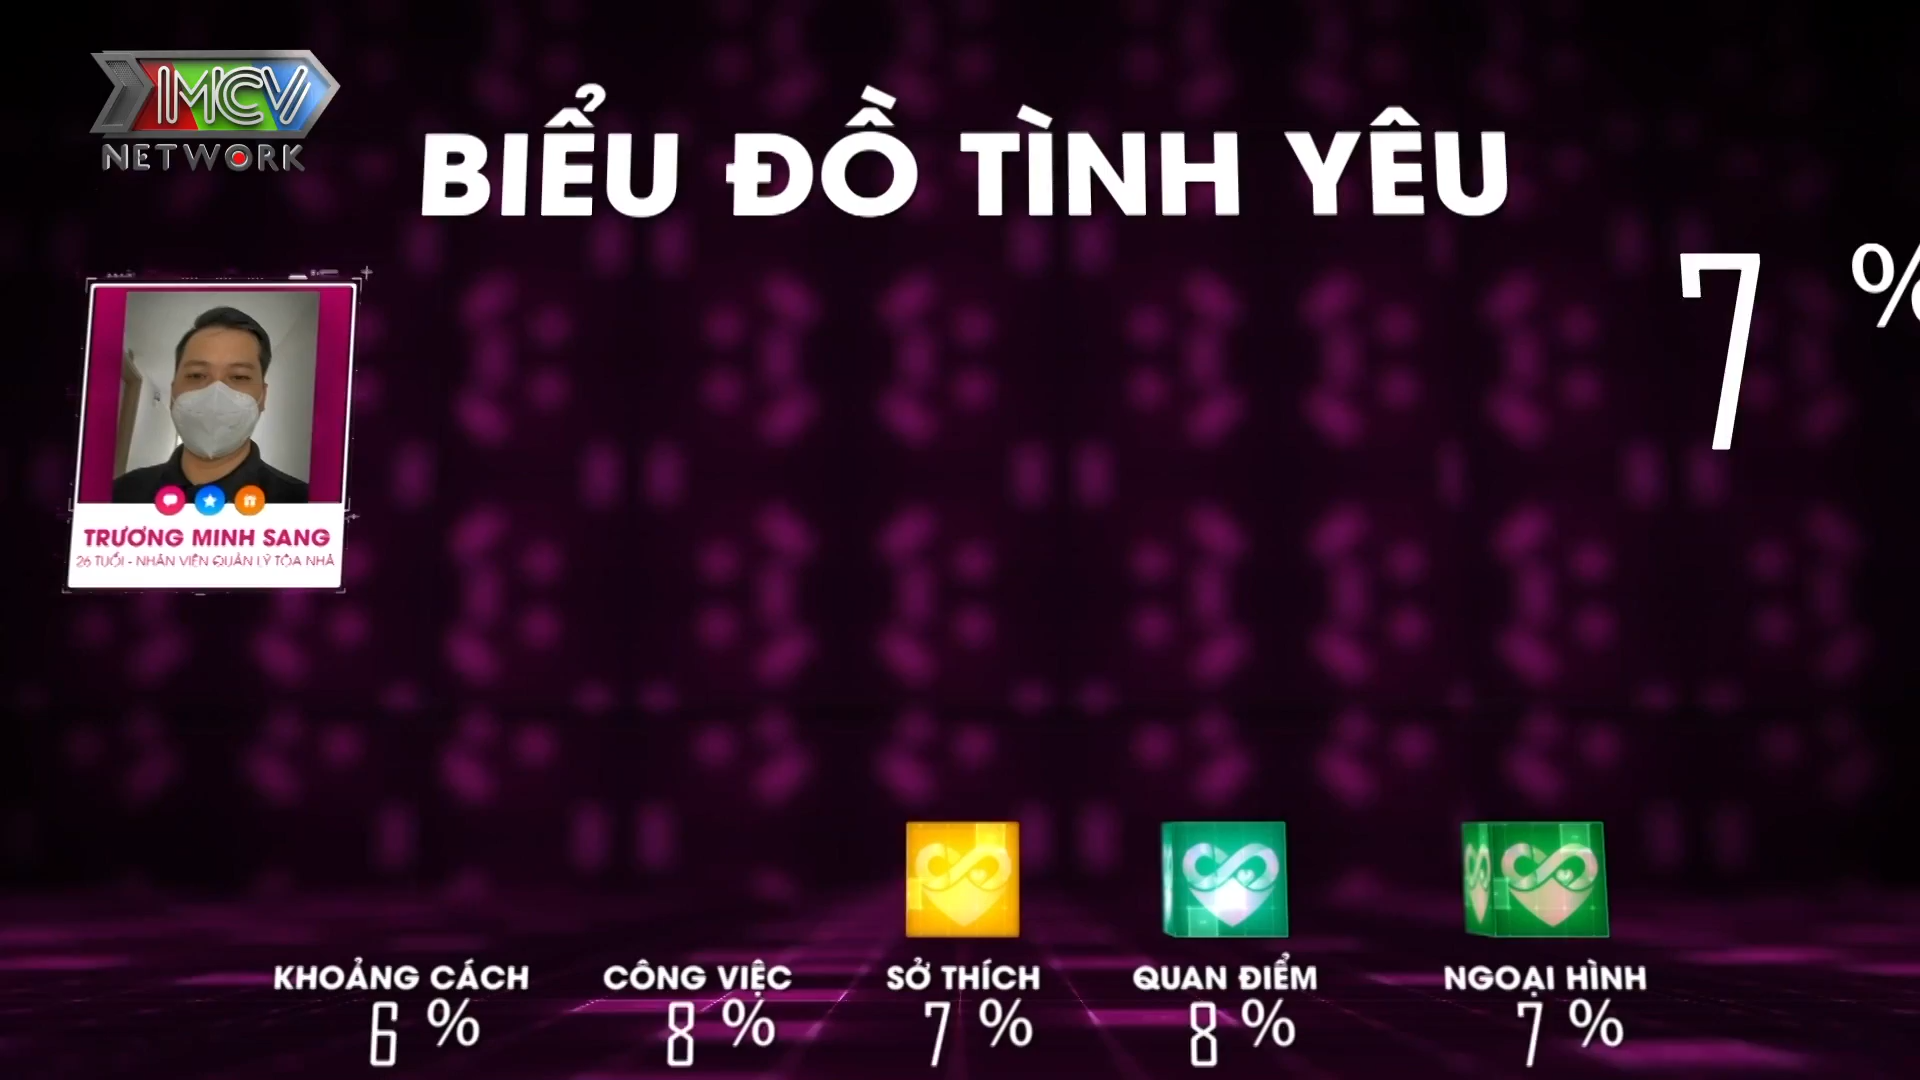 MCV
NETWORK
BIỂU ĐỒ TÌNH YÊU
7 %
TRƯƠNG MINH SANG
26 TUỔI - NHÂN VIÊN QUẢN LÝ TÒA NHÀ
KHOẢNG CÁCH
6 %
CÔNG VIỆC
8 %
SỞ THÍCH
7 %
QUAN ĐIỂM
8 %
NGOẠI HÌNH
7 %